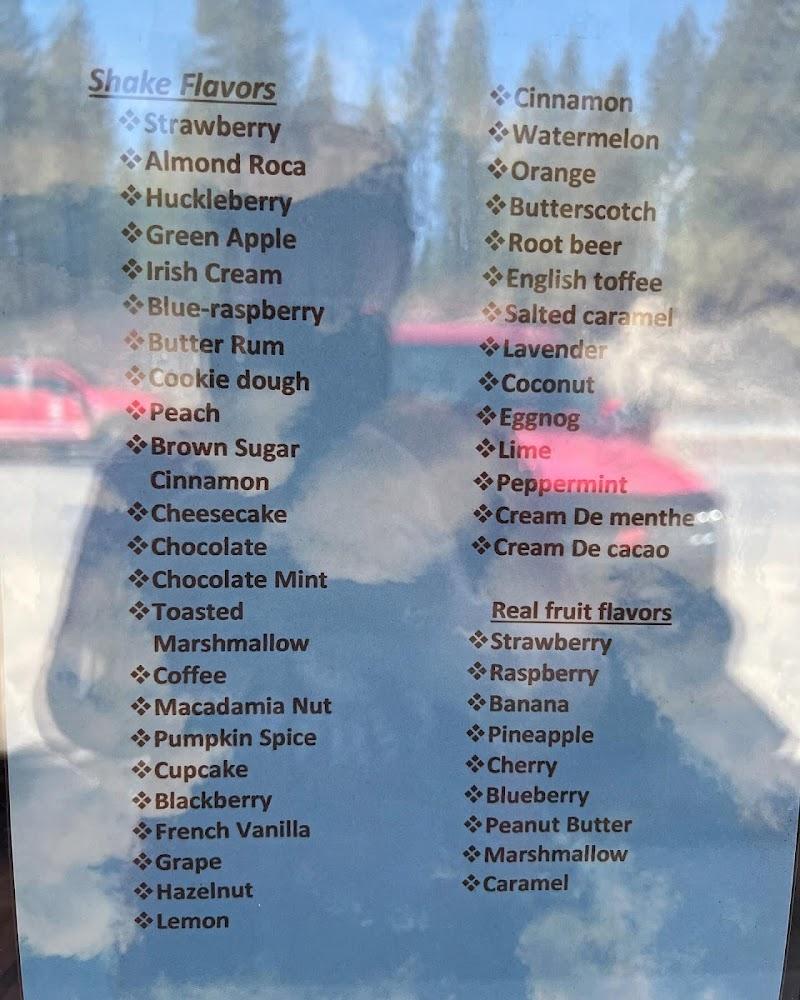 Shake Flavors
❖Strawberry
❖Almond Roca
❖Huckleberry
❖Green Apple
❖Irish Cream
❖Blue-raspberry
❖Butter Rum
❖Cookie dough
❖Peach
❖Brown Sugar
Cinnamon
❖Cheesecake
❖Chocolate
❖Chocolate Mint
❖Toasted
Marshmallow
❖Coffee
❖Macadamia Nut
❖Pumpkin Spice
❖Cupcake
❖Blackberry
❖French Vanilla
❖Grape
❖Hazelnut
❖Lemon
❖Cinnamon
❖Watermelon
❖Orange
❖Butterscotch
❖Root beer
❖English toffee
❖Salted caramel
❖Lavender
❖Coconut
❖Eggnog
❖Lime
❖Peppermint
❖Cream De menthe
❖Cream De cacao
Real fruit flavors
❖Strawberry
❖Raspberry
❖Banana
❖Pineapple
❖Cherry
❖Blueberry
❖Peanut Butter
❖Marshmallow
❖Caramel